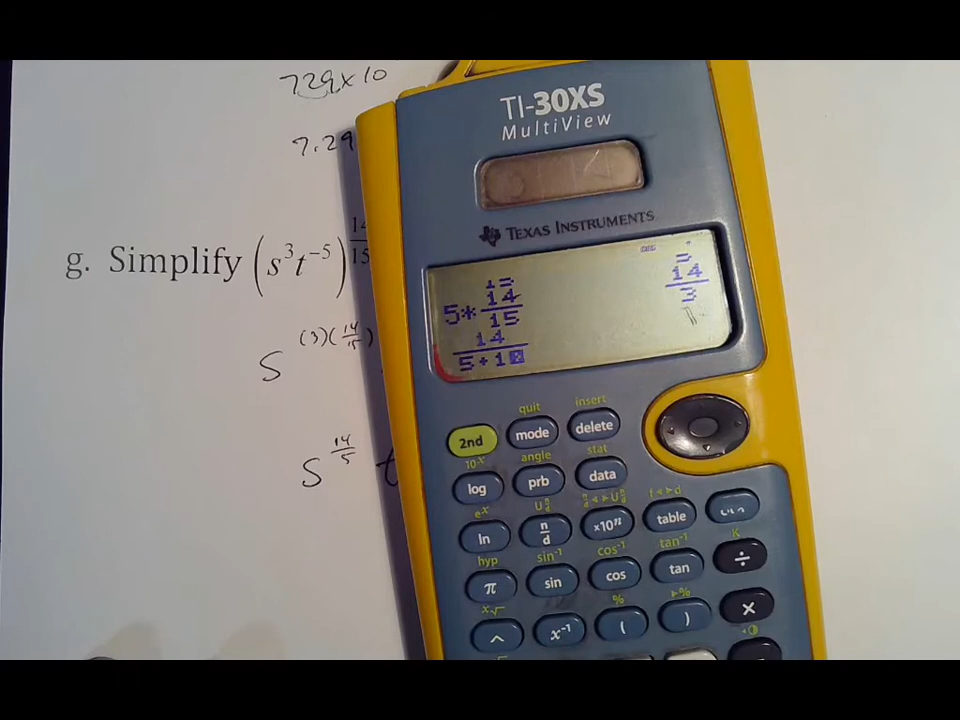 729x10
7.29
g. Simplify (s³t⁻⁵)^14/15
(3)(14/15)
s
s^14/5 t
TI-30XS
MultiView
TEXAS INSTRUMENTS
5*14/15 14/3
14/5+1
quit insert
2nd mode delete
10ˣ angle stat
log prb data
eˣ U n/d n/d◄►U n/d f◄►d
ln n/d ×10ⁿ table
hyp sin⁻¹ cos⁻¹ tan⁻¹ K
π sin cos tan ÷
ˣ√ % ►%
^ x⁻¹ ( ) ×